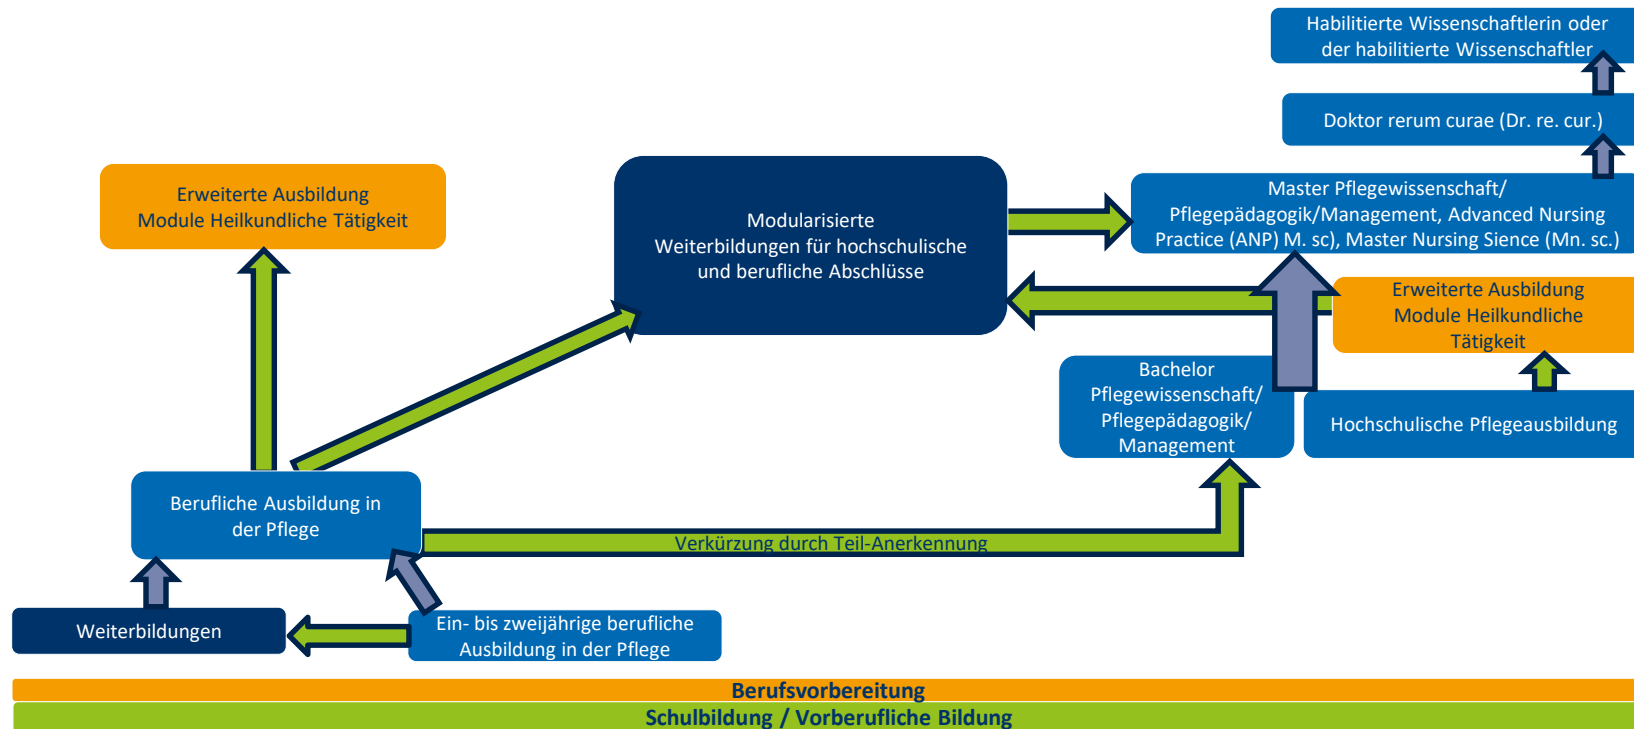 Habilitierte Wissenschaftlerin oder
der habilitierte Wissenschaftler
Doktor rerum curae (Dr. re. cur.)
Erweiterte Ausbildung
Module Heilkundliche Tätigkeit
Modularisierte
Weiterbildungen für hochschulische
und berufliche Abschlüsse
Master Pflegewissenschaft/
Pflegepädagogik/Management, Advanced Nursing
Practice (ANP) M. sc), Master Nursing Sience (Mn. sc.)
Erweiterte Ausbildung
Module Heilkundliche
Tätigkeit
Bachelor
Pflegewissenschaft/
Pflegepädagogik/
Management
Hochschulische Pflegeausbildung
Berufliche Ausbildung in
der Pflege
Verkürzung durch Teil-Anerkennung
Weiterbildungen
Ein- bis zweijährige berufliche
Ausbildung in der Pflege
Berufsvorbereitung
Schulbildung / Vorberufliche Bildung